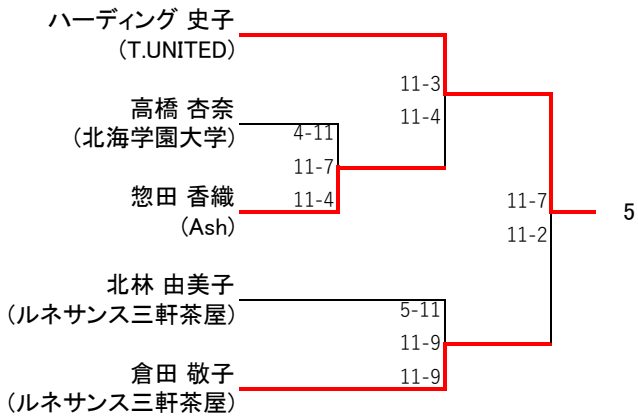 ハーディング 史子
(T.UNITED)
11-3
11-4
高橋 杏奈
(北海学園大学)
4-11
11-7
11-4
惣田 香織
(Ash)
11-7
11-2
5
北林 由美子
(ルネサンス三軒茶屋)
5-11
11-9
11-9
倉田 敬子
(ルネサンス三軒茶屋)